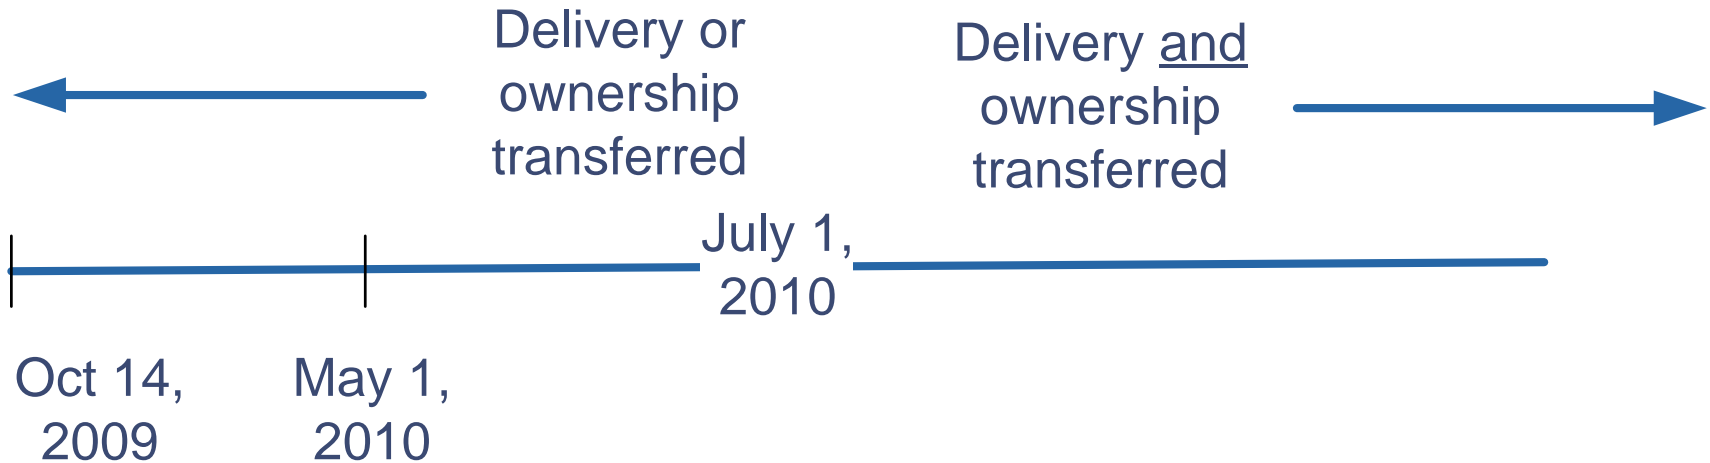 Delivery or
ownership
transferred
Delivery and
ownership
transferred
July 1,
2010
Oct 14,
2009
May 1,
2010